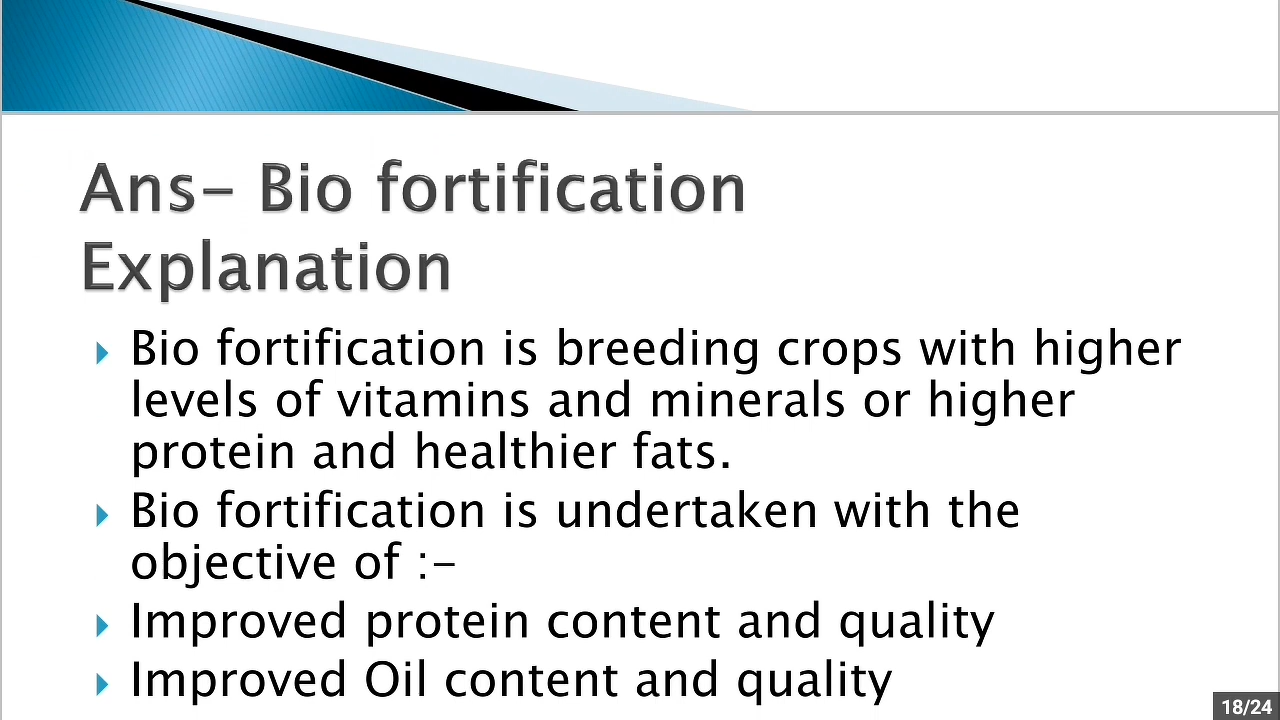 Ans- Bio fortification
Explanation
Bio fortification is breeding crops with higher
levels of vitamins and minerals or higher
protein and healthier fats.
Bio fortification is undertaken with the
objective of :-
Improved protein content and quality
Improved Oil content and quality
18/24